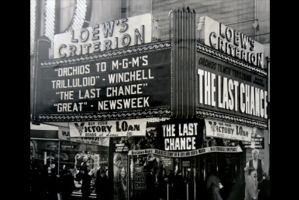 LOEW'S
CRITERION
"ORCHIDS TO M-G-M'S
TRILLULOID" - WINCHELL
"THE LAST CHANCE"
"GREAT" - NEWSWEEK
LOEW'S
CRITERION
THE LAST CHANCE
VICTORY LOAN
THE LAST
CHANCE
VICTORY LOAN